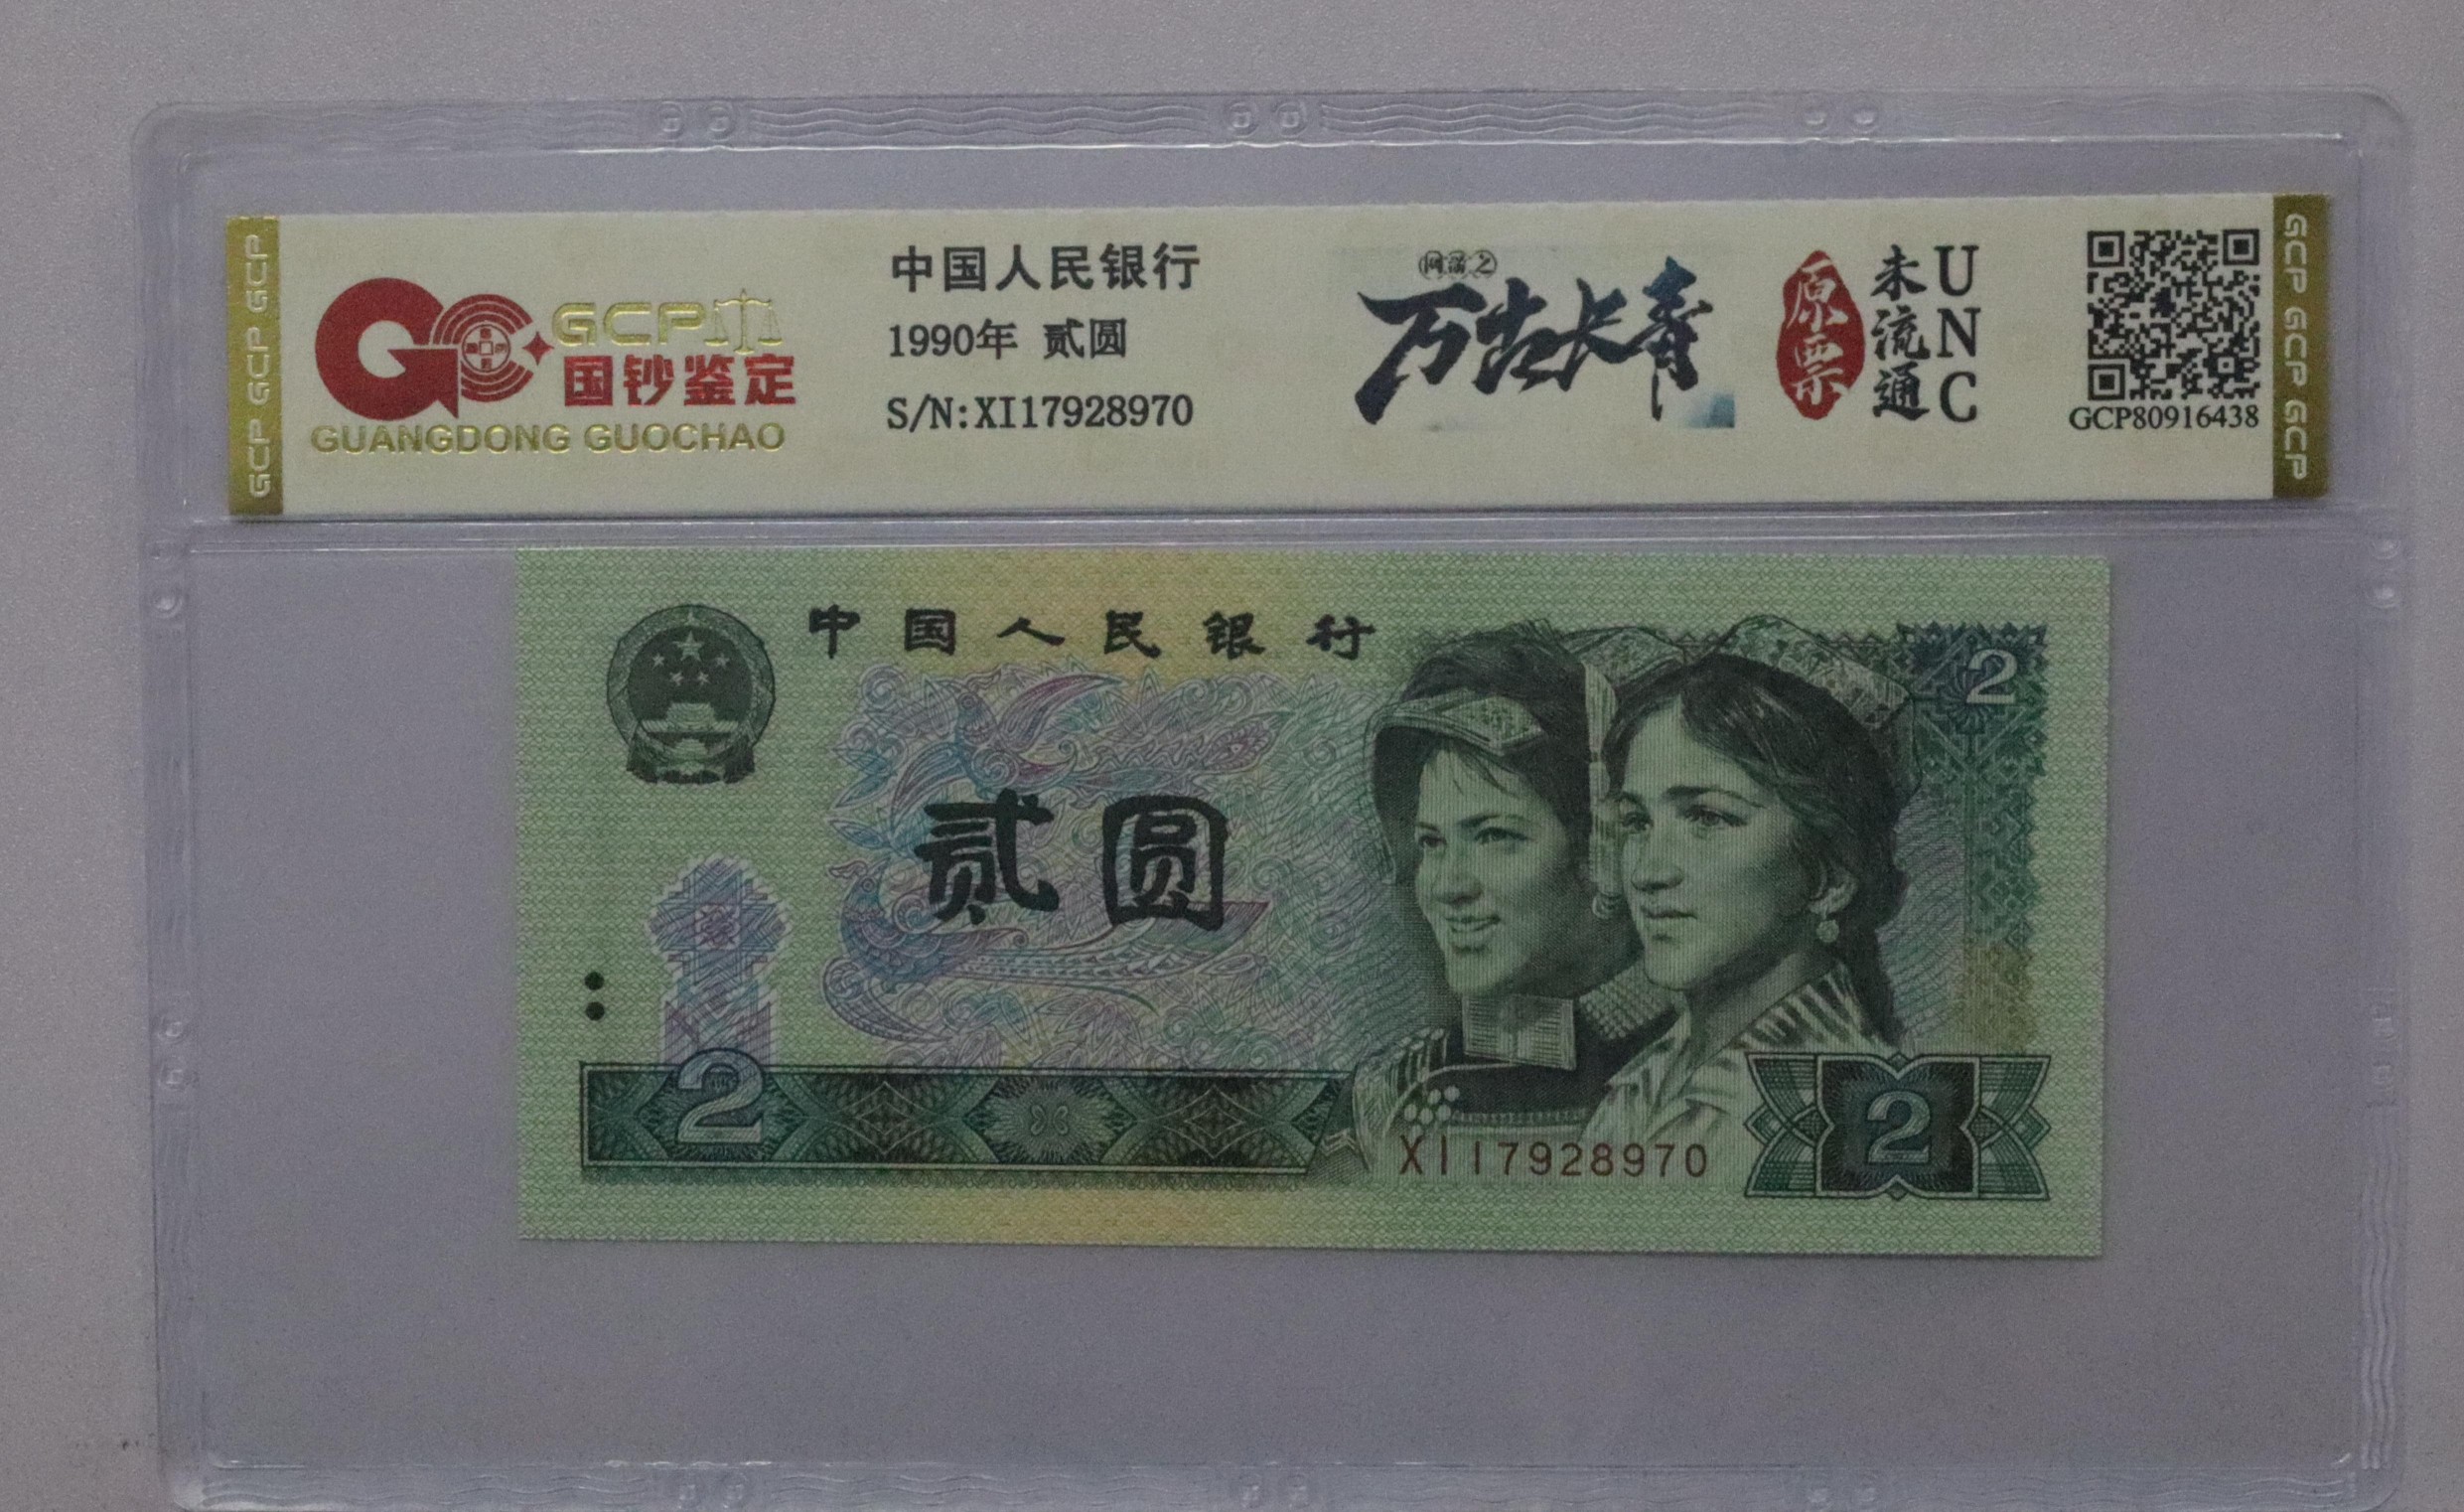 GCP GCP GCP
GCP
国钞鉴定
GUANGDONG GUOCHAO
中国人民银行
1990年 贰圆
S/N:XI17928970
万古长青
原票
未流通
UNC
GCP80916438
GCP GCP GCP
中国人民银行
2
贰圆
2
XI17928970
2